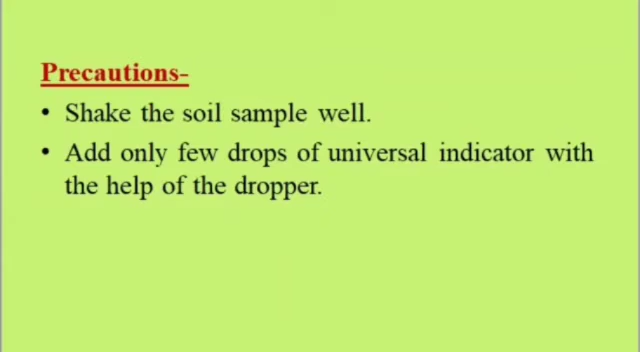 Precautions-
• Shake the soil sample well.
• Add only few drops of universal indicator with
the help of the dropper.